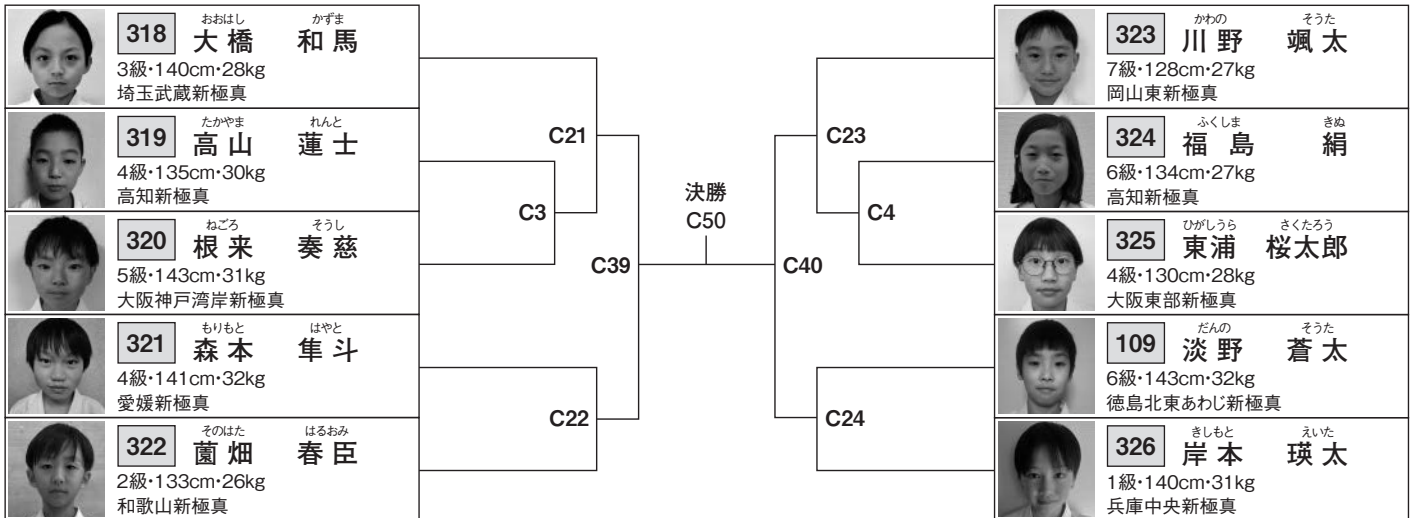 おおはし かずま
318 大橋 和馬
3級・140cm・28kg
埼玉武蔵新極真
たかやま れんと
319 高山 蓮士
4級・135cm・30kg
高知新極真
ねごろ そうし
320 根来 奏慈
5級・143cm・31kg
大阪神戸湾岸新極真
もりもと はやと
321 森本 隼斗
4級・141cm・32kg
愛媛新極真
そのはた はるおみ
322 薗畑 春臣
2級・133cm・26kg
和歌山新極真
C21
C3
C39
C22
決勝
C50
C23
C4
C40
C24
かわの そうた
323 川野 颯太
7級・128cm・27kg
岡山東新極真
ふくしま きぬ
324 福島 絹
6級・134cm・27kg
高知新極真
ひがしうら さくたろう
325 東浦 桜太郎
4級・130cm・28kg
大阪東部新極真
だんの そうた
109 淡野 蒼太
6級・143cm・32kg
徳島北東あわじ新極真
きしもと えいた
326 岸本 瑛太
1級・140cm・31kg
兵庫中央新極真